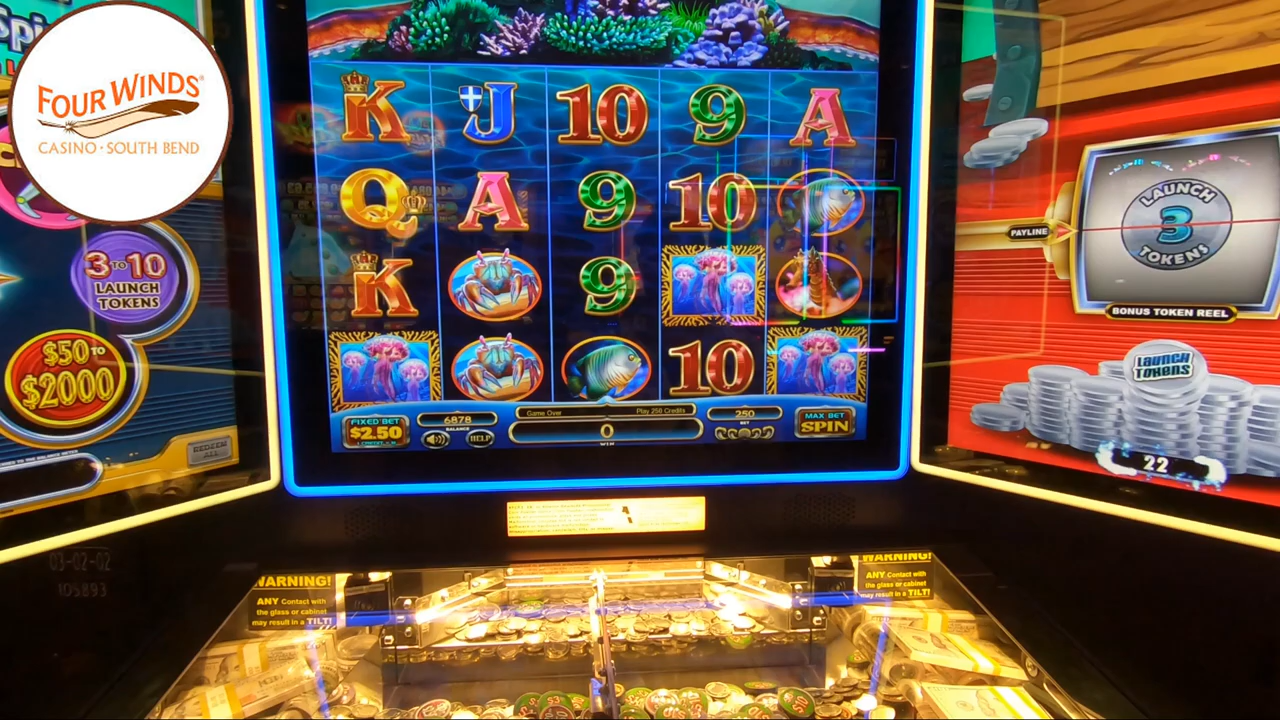 FOUR WINDS®
CASINO · SOUTH BEND
3 TO 10
LAUNCH
TOKENS
$50 TO
$2000
REDEEM
ALL
K J 10 9 A
Q A 9 10
K 9
10
FIXED BET
$2.50
6878
BALANCE
HELP
Game Over
Play 250 Credits
0
WIN
250
BET
MAX BET
SPIN
PAYLINE
LAUNCH
3
TOKENS
BONUS TOKEN REEL
LAUNCH
TOKENS
22
03-02-02
105893
WARNING!
ANY Contact with
the glass or cabinet
may result in a TILT!
WARNING!
ANY Contact with
the glass or cabinet
may result in a TILT!